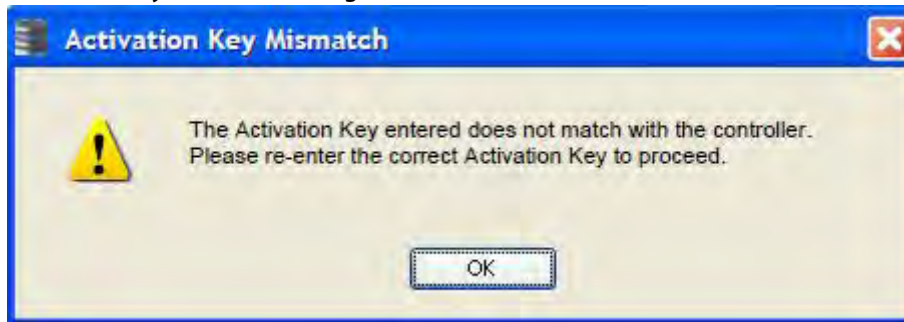 Activation Key Mismatch
The Activation Key entered does not match with the controller.
Please re-enter the correct Activation Key to proceed.
OK